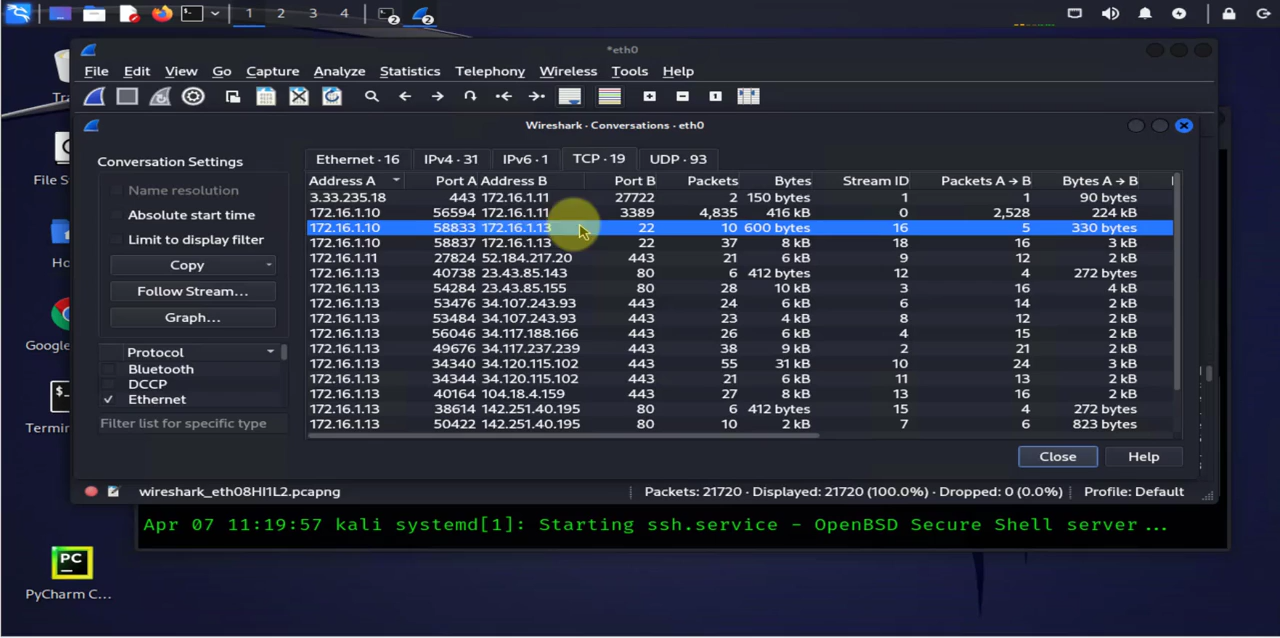 1 2 3 4 2 2
*eth0
File Edit View Go Capture Analyze Statistics Telephony Wireless Tools Help
Wireshark · Conversations · eth0
Conversation Settings
Name resolution
Absolute start time
Limit to display filter
Copy
Follow Stream...
Graph...
Protocol
Bluetooth
DCCP
Ethernet
Filter list for specific type
Ethernet · 16 IPv4 · 31 IPv6 · 1 TCP · 19 UDP · 93
Address A Port A Address B Port B Packets Bytes Stream ID Packets A → B Bytes A → B
3.33.235.18 443 172.16.1.11 27722 2 150 bytes 1 1 90 bytes
172.16.1.10 56594 172.16.1.11 3389 4,835 416 kB 0 2,528 224 kB
172.16.1.10 58833 172.16.1.13 22 10 600 bytes 16 5 330 bytes
172.16.1.10 58837 172.16.1.13 22 37 8 kB 18 16 3 kB
172.16.1.11 27824 52.184.217.20 443 21 6 kB 9 12 2 kB
172.16.1.13 40738 23.43.85.143 80 6 412 bytes 12 4 272 bytes
172.16.1.13 54284 23.43.85.155 80 28 10 kB 3 16 4 kB
172.16.1.13 53476 34.107.243.93 443 24 6 kB 6 14 2 kB
172.16.1.13 53484 34.107.243.93 443 23 4 kB 8 12 2 kB
172.16.1.13 56046 34.117.188.166 443 26 6 kB 4 15 2 kB
172.16.1.13 49676 34.117.237.239 443 38 9 kB 2 21 2 kB
172.16.1.13 34340 34.120.115.102 443 55 31 kB 10 24 3 kB
172.16.1.13 34344 34.120.115.102 443 21 6 kB 11 13 2 kB
172.16.1.13 40164 104.18.4.159 443 27 8 kB 13 16 2 kB
172.16.1.13 38614 142.251.40.195 80 6 412 bytes 15 4 272 bytes
172.16.1.13 50422 142.251.40.195 80 10 2 kB 7 6 823 bytes
Close Help
wireshark_eth08HI1L2.pcapng Packets: 21720 · Displayed: 21720 (100.0%) · Dropped: 0 (0.0%) Profile: Default
Apr 07 11:19:57 kali systemd[1]: Starting ssh.service - OpenBSD Secure Shell server...
File S
Ho
Google
Termin
PC
PyCharm C...